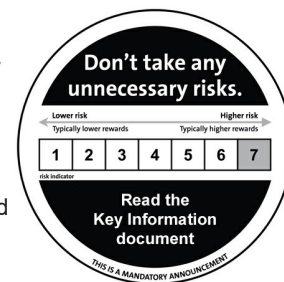 Don't take any
unnecessary risks.
Lower risk Higher risk
Typically lower rewards Typically higher rewards
1 2 3 4 5 6 7
risk indicator
Read the
Key Information
document
THIS IS A MANDATORY ANNOUNCEMENT
d